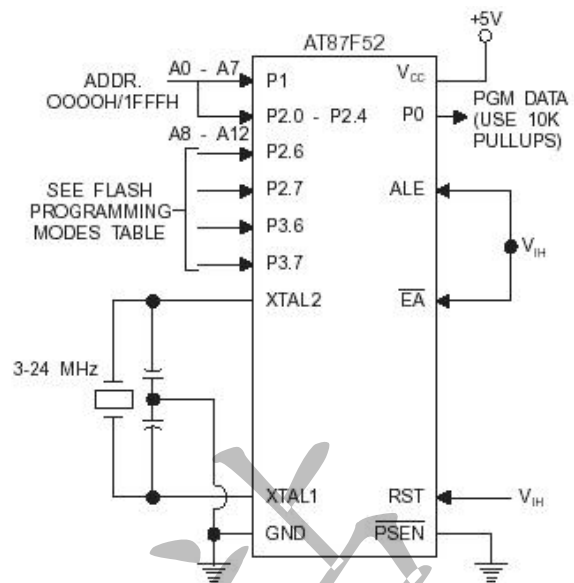 +5V
AT87F52
A0 - A7
P1
VCC
ADDR.
OOOOH/1FFFH
P2.0 - P2.4
P0
PGM DATA
(USE 10K
PULLUPS)
A8 - A12
P2.6
SEE FLASH
PROGRAMMING
MODES TABLE
P2.7
ALE
P3.6
VIH
P3.7
XTAL2
EA
3-24 MHz
XTAL1
RST
VIH
GND
PSEN